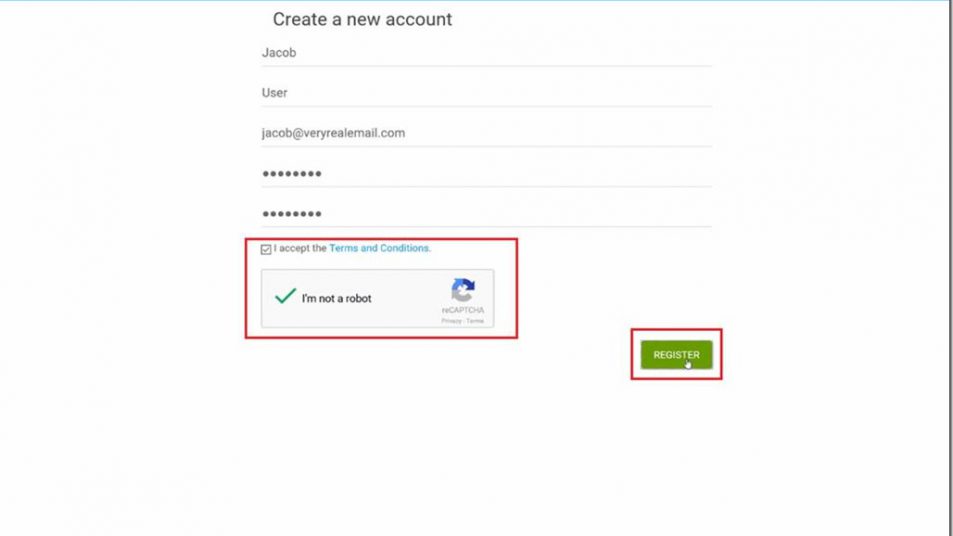 Create a new account
Jacob
User
jacob@veryrealemail.com
••••••••
••••••••
I accept the Terms and Conditions.
I'm not a robot
reCAPTCHA
Privacy - Terms
REGISTER